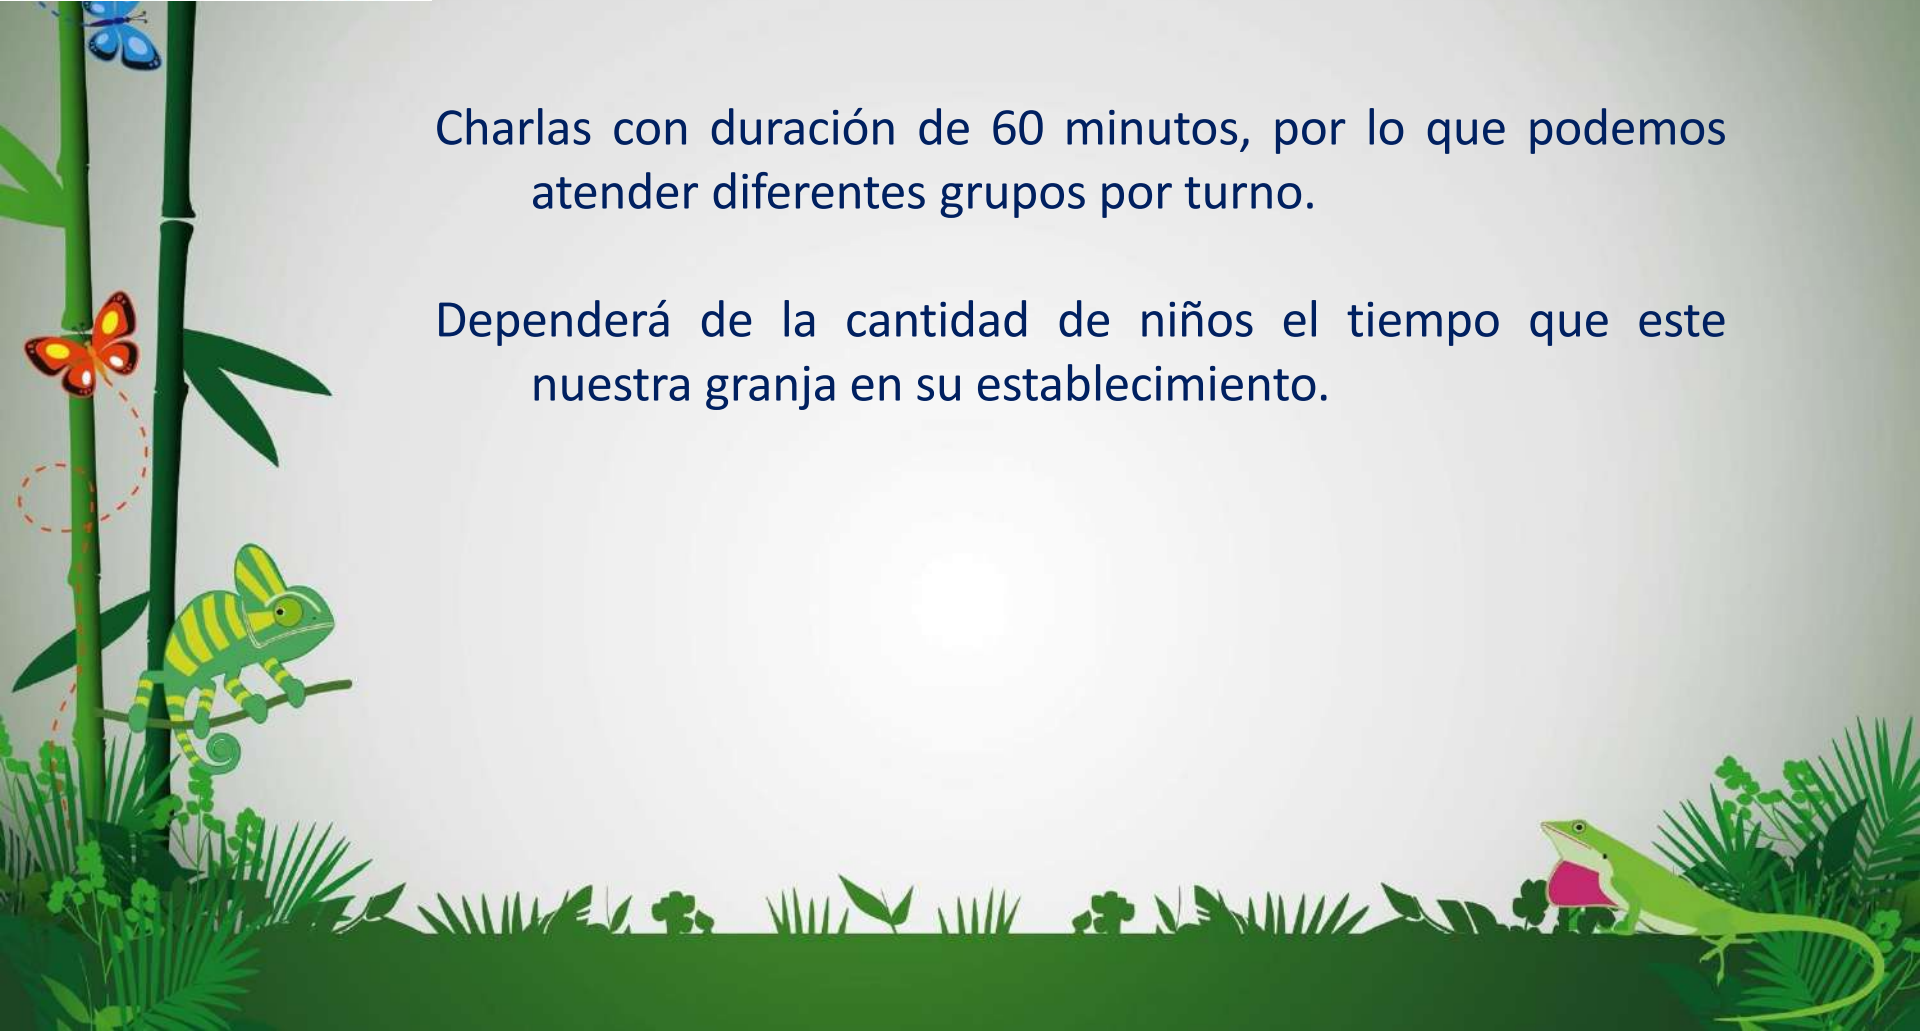 Charlas con duración de 60 minutos, por lo que podemos
atender diferentes grupos por turno.
Dependerá de la cantidad de niños el tiempo que este
nuestra granja en su establecimiento.